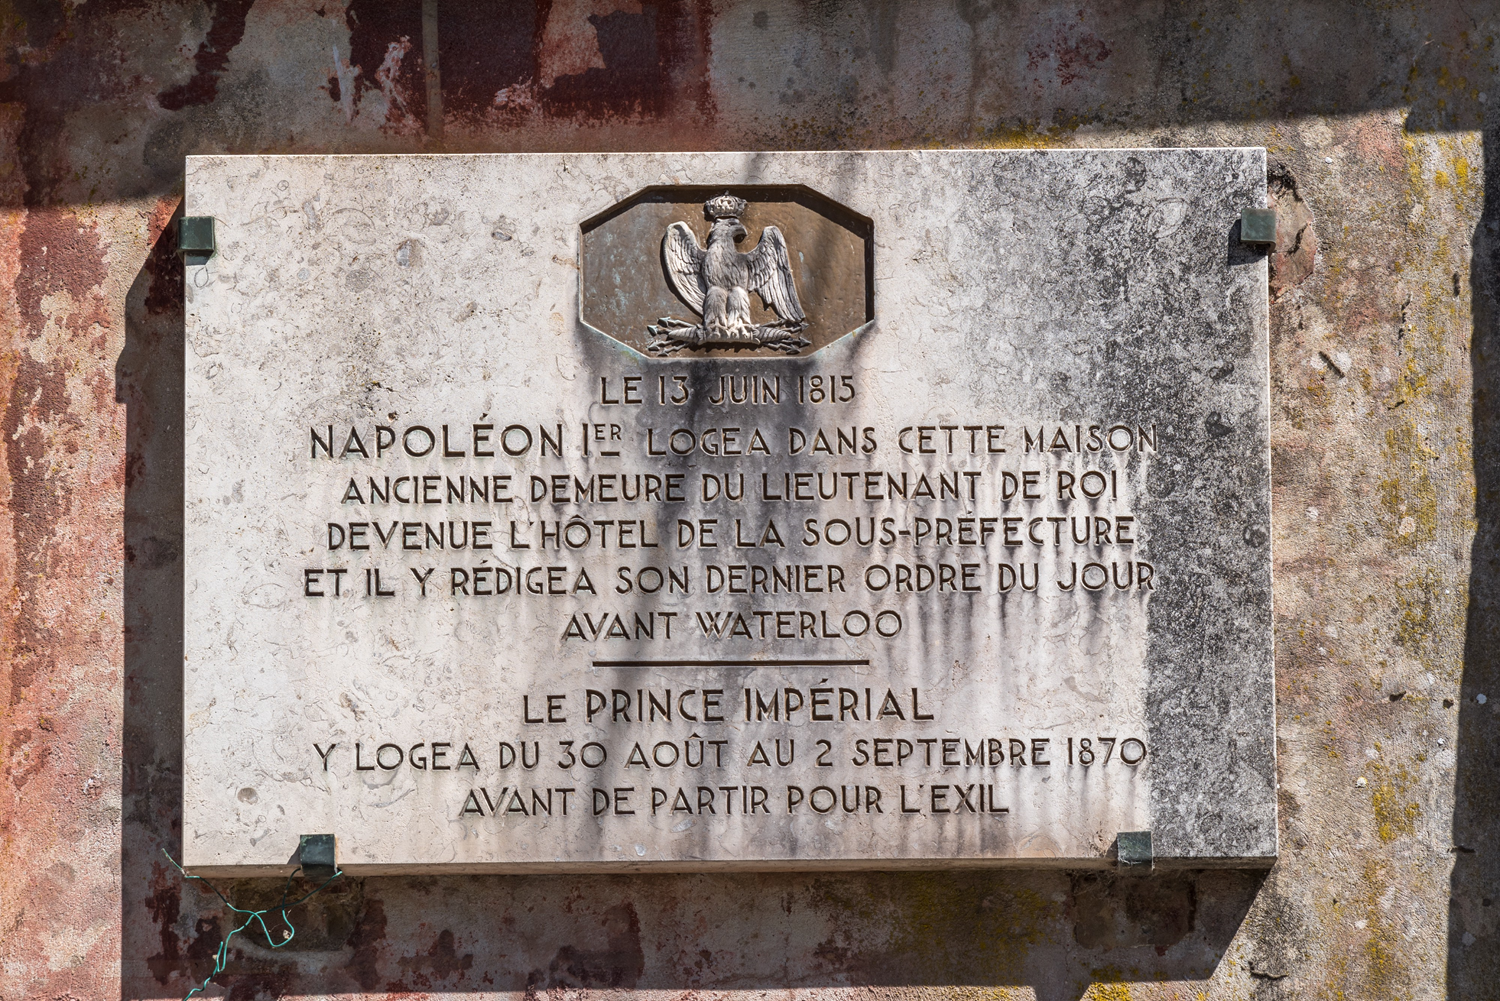 LE 13 JUIN 1815
NAPOLÉON IER LOGEA DANS CETTE MAISON
ANCIENNE DEMEURE DU LIEUTENANT DE ROI
DEVENUE L'HÔTEL DE LA SOUS-PRÉFECTURE
ET IL Y RÉDIGEA SON DERNIER ORDRE DU JOUR
AVANT WATERLOO
LE PRINCE IMPÉRIAL
Y LOGEA DU 30 AOÛT AU 2 SEPTEMBRE 1870
AVANT DE PARTIR POUR L'EXIL